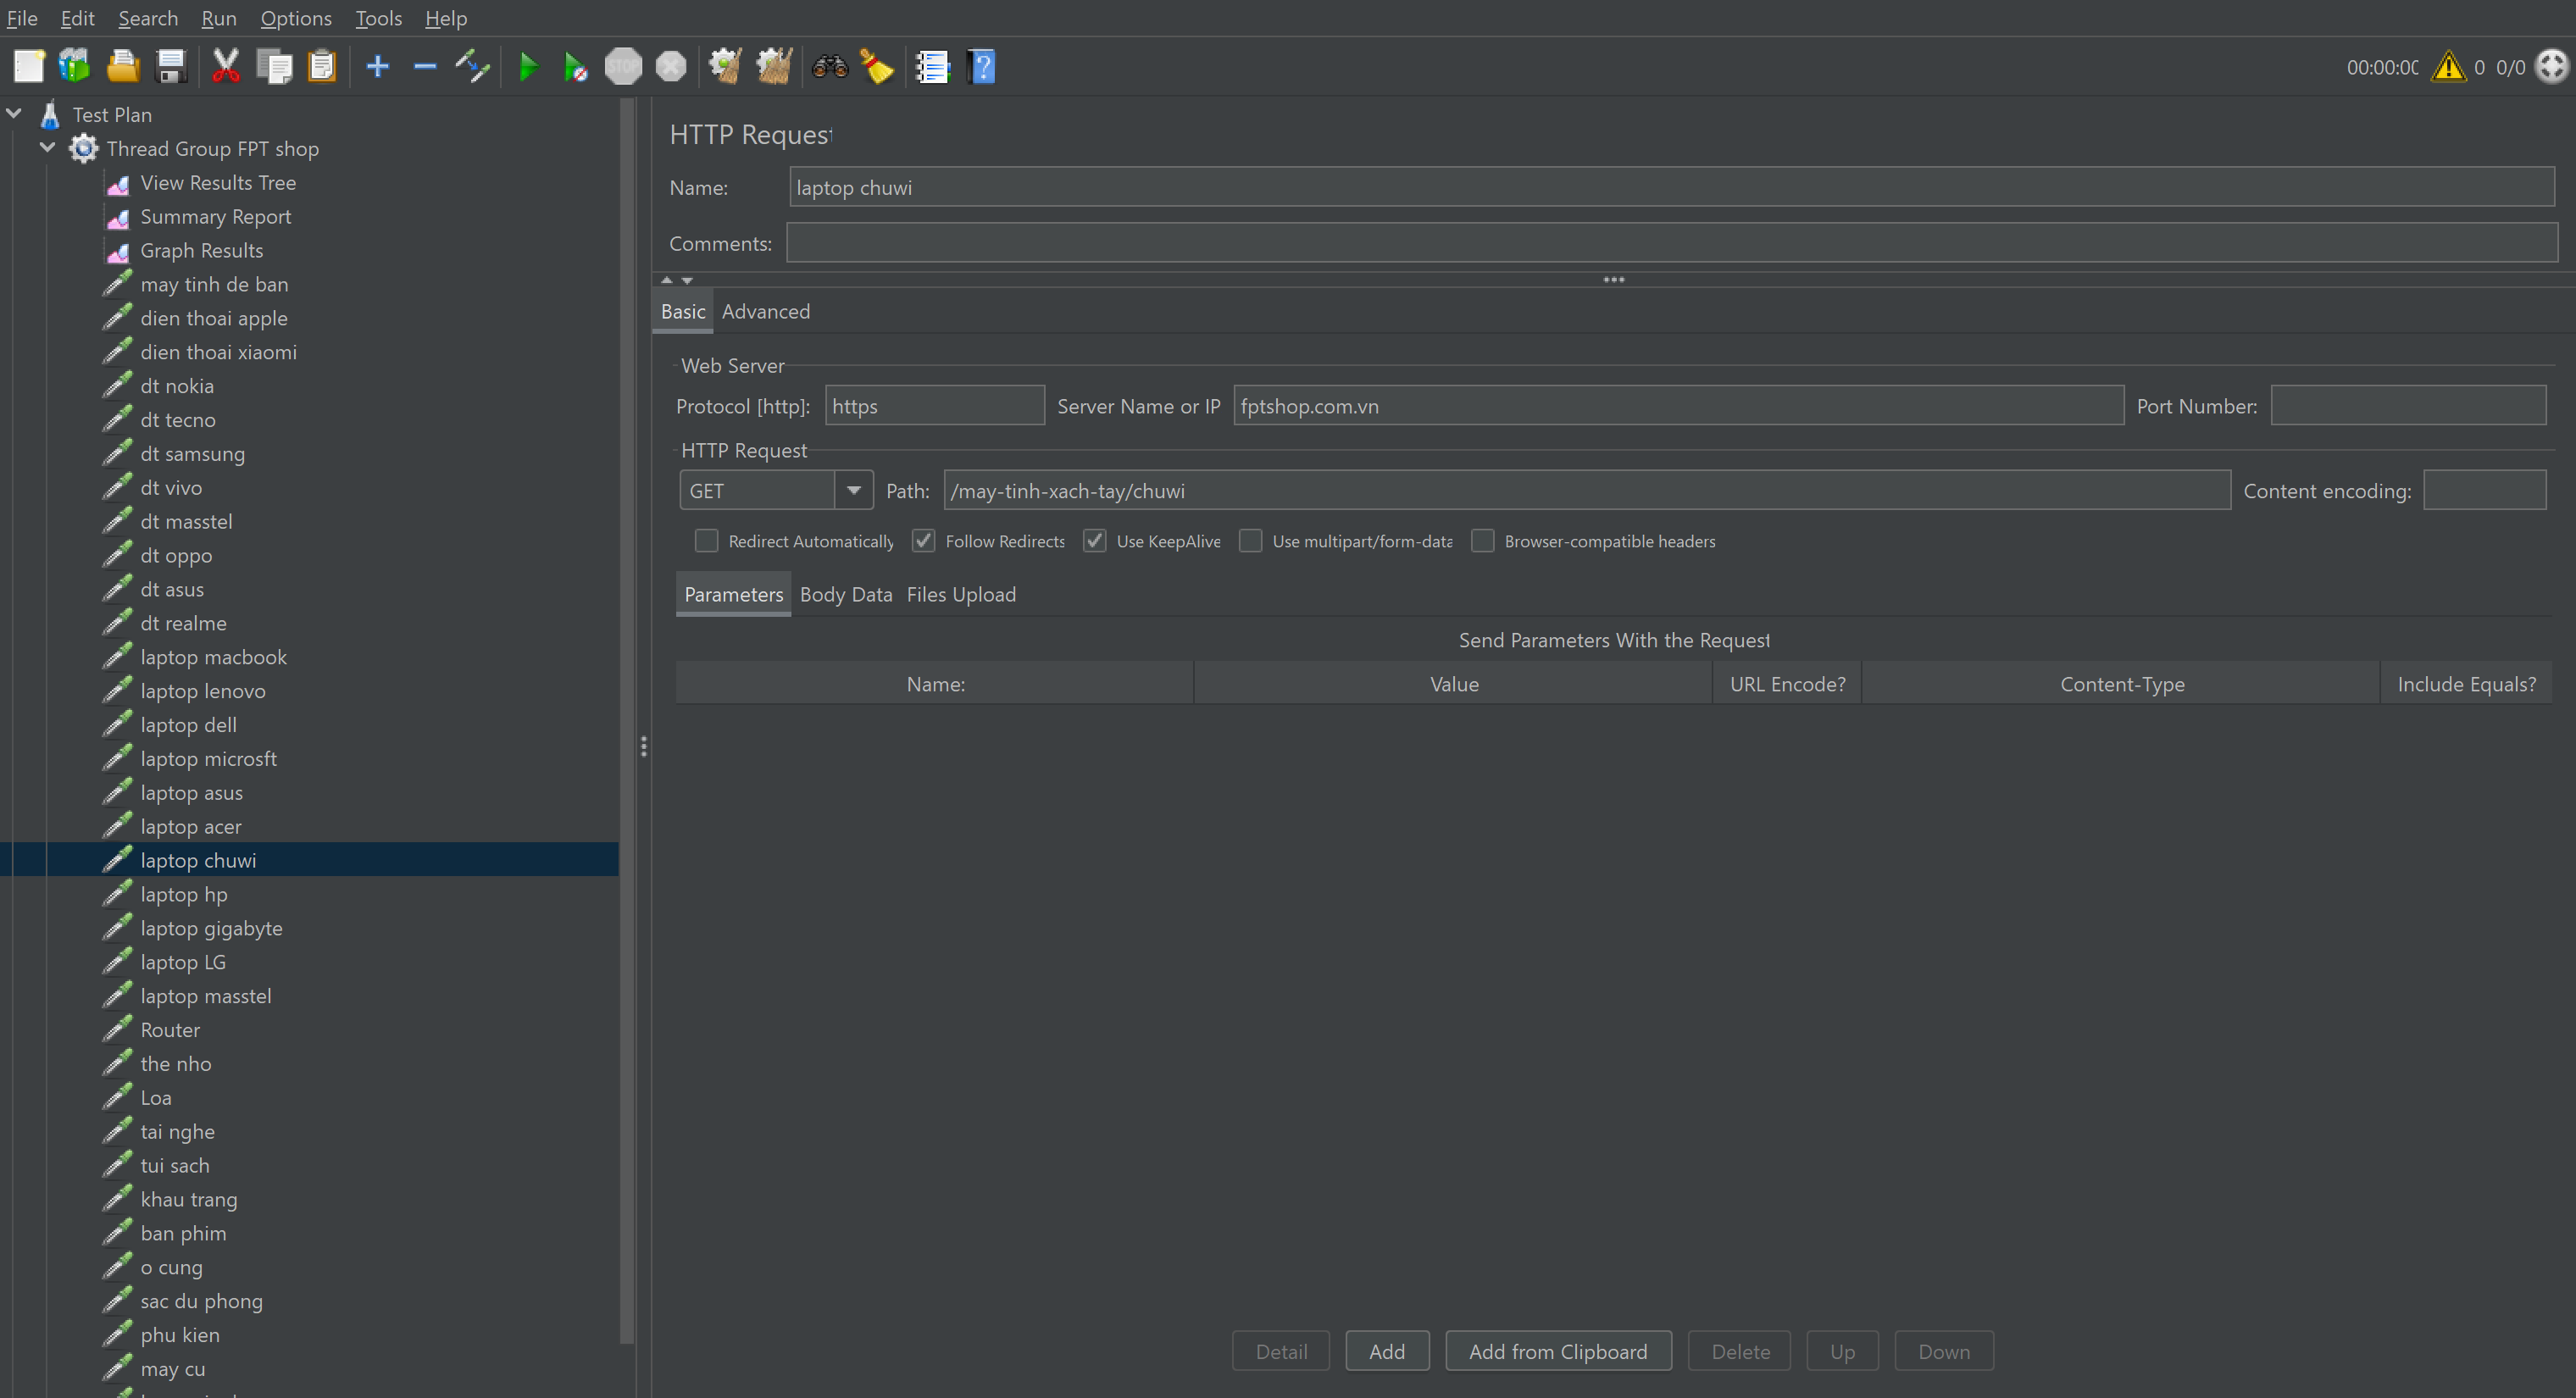 File Edit Search Run Options Tools Help
STOP
00:00:00 0 0/0
Test Plan
Thread Group FPT shop
View Results Tree
Summary Report
Graph Results
may tinh de ban
dien thoai apple
dien thoai xiaomi
dt nokia
dt tecno
dt samsung
dt vivo
dt masstel
dt oppo
dt asus
dt realme
laptop macbook
laptop lenovo
laptop dell
laptop microsft
laptop asus
laptop acer
laptop chuwi
laptop hp
laptop gigabyte
laptop LG
laptop masstel
Router
the nho
Loa
tai nghe
tui sach
khau trang
ban phim
o cung
sac du phong
phu kien
may cu
HTTP Request
Name: laptop chuwi
Comments:
Basic Advanced
Web Server
Protocol [http]: https Server Name or IP fptshop.com.vn Port Number:
HTTP Request
GET Path: /may-tinh-xach-tay/chuwi Content encoding:
Redirect Automatically Follow Redirects Use KeepAlive Use multipart/form-data Browser-compatible headers
Parameters Body Data Files Upload
Send Parameters With the Request
Name: Value URL Encode? Content-Type Include Equals?
Detail Add Add from Clipboard Delete Up Down